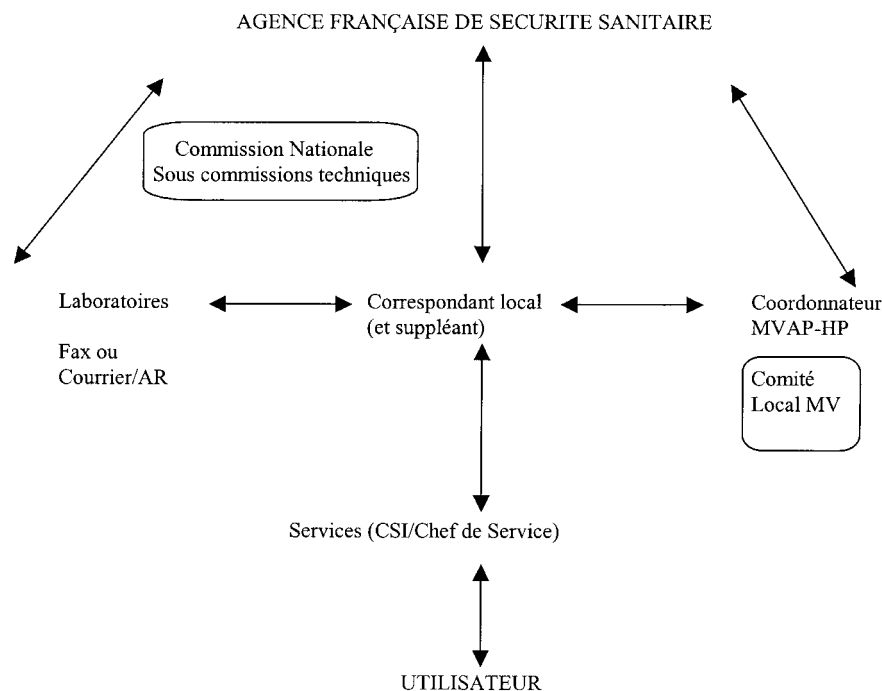 AGENCE FRANÇAISE DE SECURITE SANITAIRE
Commission Nationale
Sous commissions techniques
Laboratoires
Fax ou
Courrier/AR
Correspondant local
(et suppléant)
Coordonnateur
MVAP-HP
Comité
Local MV
Services (CSI/Chef de Service)
UTILISATEUR